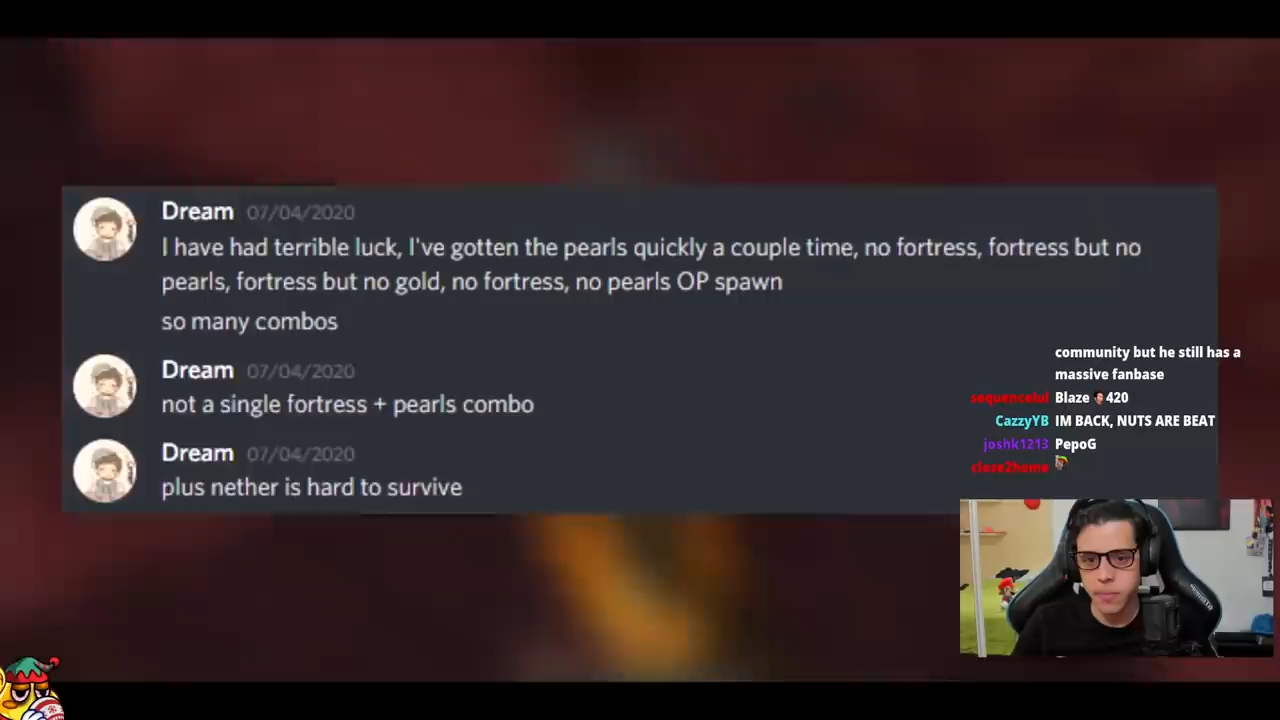 Dream 07/04/2020
I have had terrible luck, I've gotten the pearls quickly a couple time, no fortress, fortress but no
pearls, fortress but no gold, no fortress, no pearls OP spawn
so many combos
Dream 07/04/2020
not a single fortress + pearls combo
Dream 07/04/2020
plus nether is hard to survive
community but he still has a
massive fanbase
sequenceful Blaze 420
CazzyYB IM BACK, NUTS ARE BEAT
joshk1213 PepoG
close2home